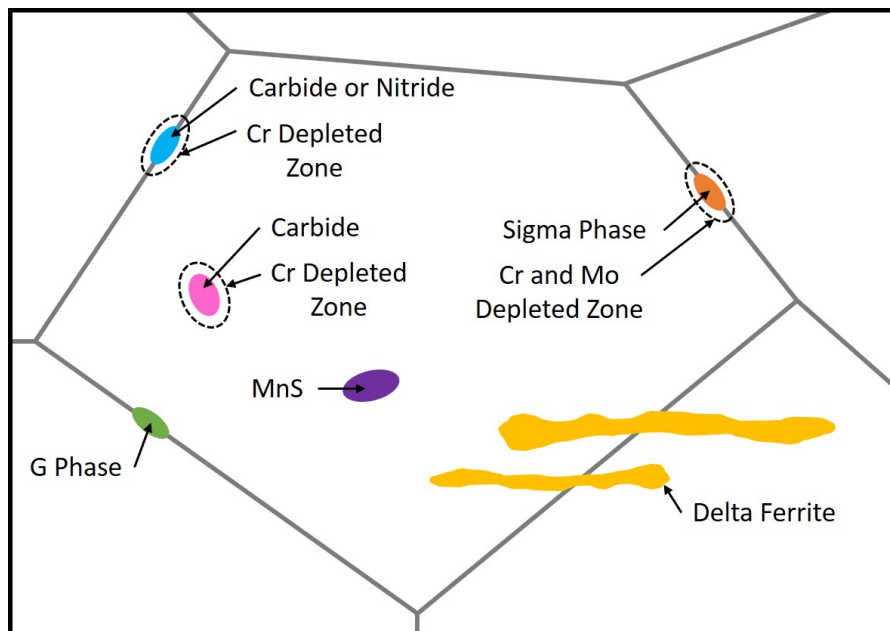 Carbide or Nitride
Cr Depleted
Zone
Carbide
Cr Depleted
Zone
Sigma Phase
Cr and Mo
Depleted Zone
MnS
G Phase
Delta Ferrite